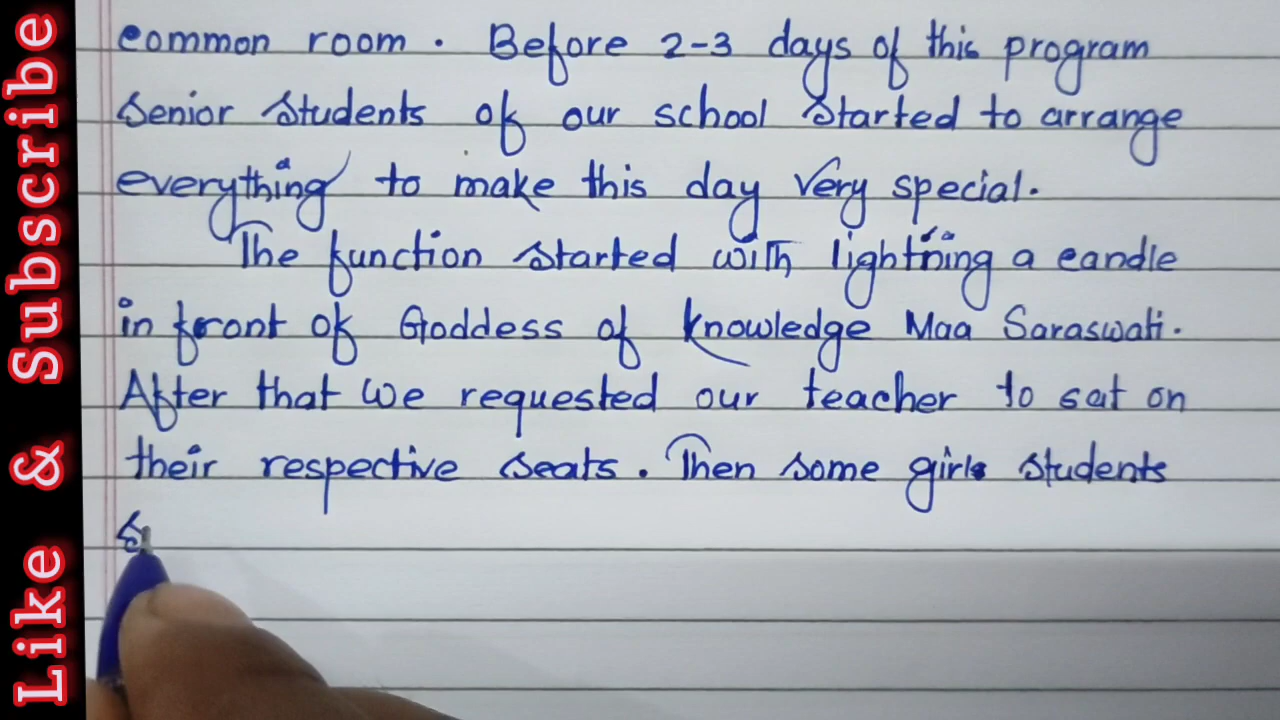 Like & Subscribe
common room. Before 2-3 days of this program
senior students of our school started to arrange
everything to make this day very special.
The function started with lightning a candle
in front of Goddess of knowledge Maa Saraswati.
After that we requested our teacher to sat on
their respective seats. Then some girls students
s